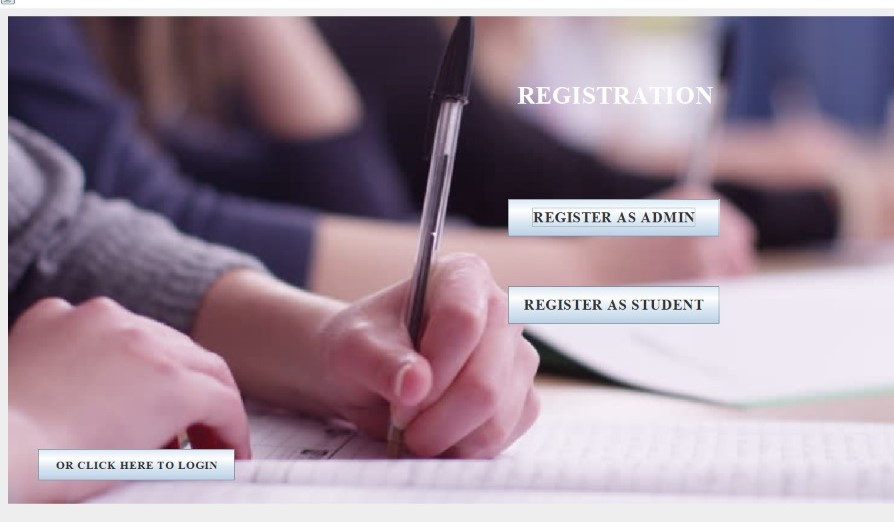 REGISTRATION
REGISTER AS ADMIN
REGISTER AS STUDENT
OR CLICK HERE TO LOGIN